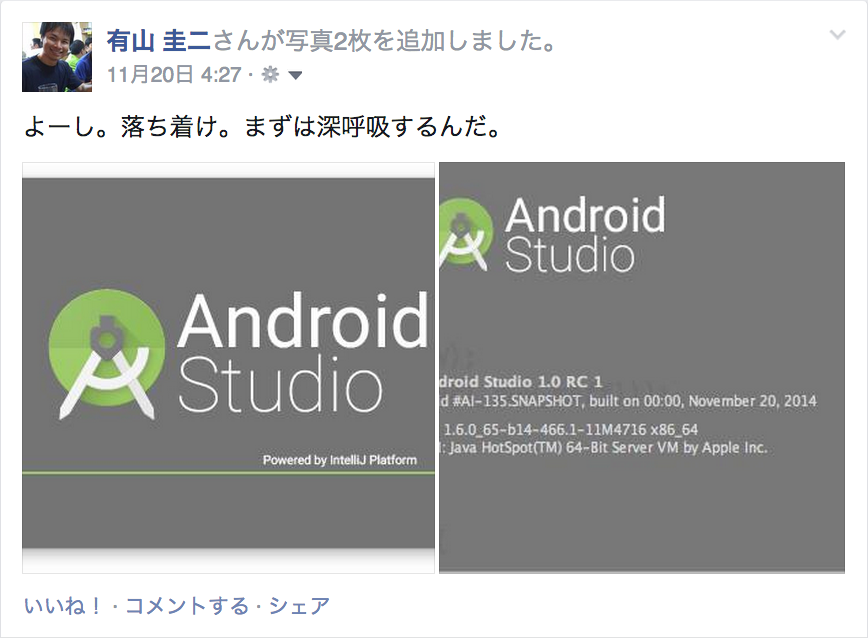 有山 圭二さんが写真2枚を追加しました。
11月20日 4:27 ·
よーし。落ち着け。まずは深呼吸するんだ。
Android
Studio
Powered by IntelliJ Platform
Android
Studio
droid Studio 1.0 RC 1
d #AI-135.SNAPSHOT, built on 00:00, November 20, 2014
1.6.0_65-b14-466.1-11M4716 x86_64
: Java HotSpot(TM) 64-Bit Server VM by Apple Inc.
いいね！ · コメントする · シェア